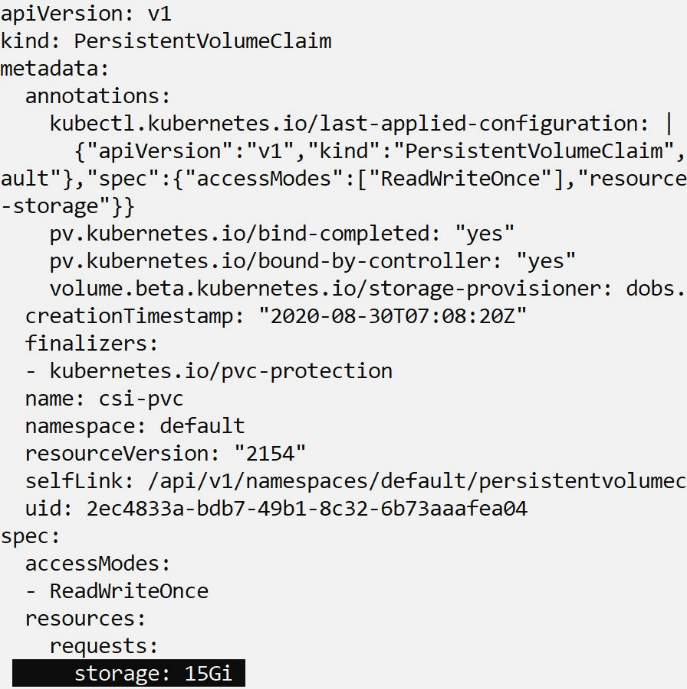 apiVersion: v1
kind: PersistentVolumeClaim
metadata:
  annotations:
    kubectl.kubernetes.io/last-applied-configuration: |
      {"apiVersion":"v1","kind":"PersistentVolumeClaim",
ault"},"spec":{"accessModes":["ReadWriteOnce"],"resource
-storage"}}
    pv.kubernetes.io/bind-completed: "yes"
    pv.kubernetes.io/bound-by-controller: "yes"
    volume.beta.kubernetes.io/storage-provisioner: dobs.
  creationTimestamp: "2020-08-30T07:08:20Z"
  finalizers:
  - kubernetes.io/pvc-protection
  name: csi-pvc
  namespace: default
  resourceVersion: "2154"
  selfLink: /api/v1/namespaces/default/persistentvolumec
  uid: 2ec4833a-bdb7-49b1-8c32-6b73aaafea04
spec:
  accessModes:
  - ReadWriteOnce
  resources:
    requests:
      storage: 15Gi